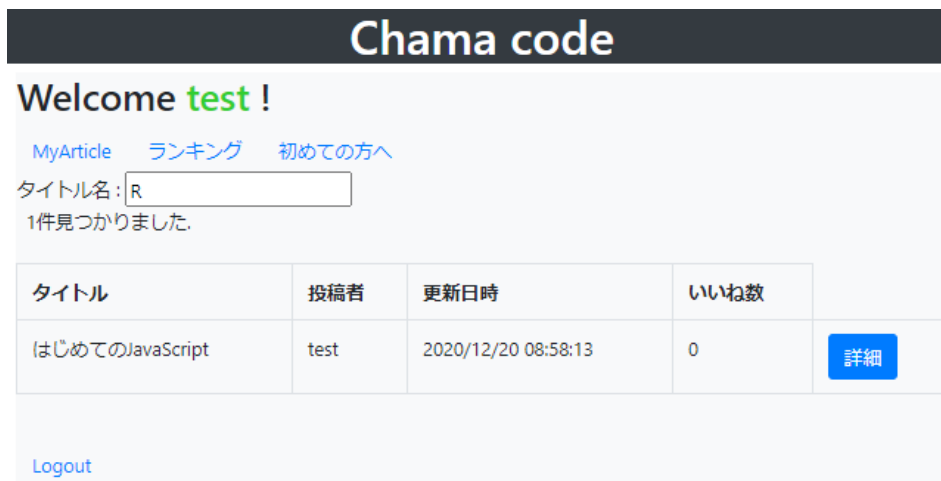 Chama code
Welcome test !
MyArticle ランキング 初めての方へ
タイトル名 : R
1件見つかりました.
タイトル 投稿者 更新日時 いいね数
はじめてのJavaScript test 2020/12/20 08:58:13 0 詳細
Logout